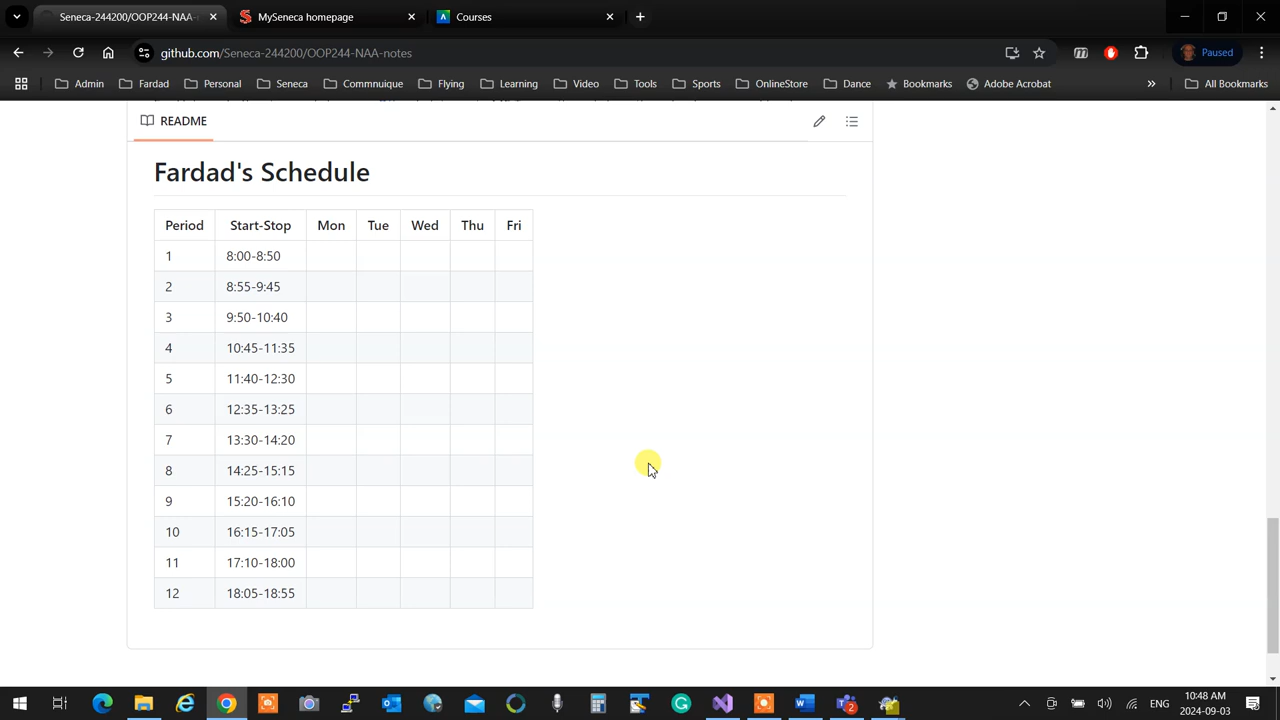 Seneca-244200/OOP244-NAA-
MySeneca homepage
Courses
github.com/Seneca-244200/OOP244-NAA-notes
Paused
Admin
Fardad
Personal
Seneca
Commnuique
Flying
Learning
Video
Tools
Sports
OnlineStore
Dance
Bookmarks
Adobe Acrobat
All Bookmarks
README
Fardad's Schedule
Period Start-Stop Mon Tue Wed Thu Fri
1 8:00-8:50
2 8:55-9:45
3 9:50-10:40
4 10:45-11:35
5 11:40-12:30
6 12:35-13:25
7 13:30-14:20
8 14:25-15:15
9 15:20-16:10
10 16:15-17:05
11 17:10-18:00
12 18:05-18:55
ENG
10:48 AM
2024-09-03